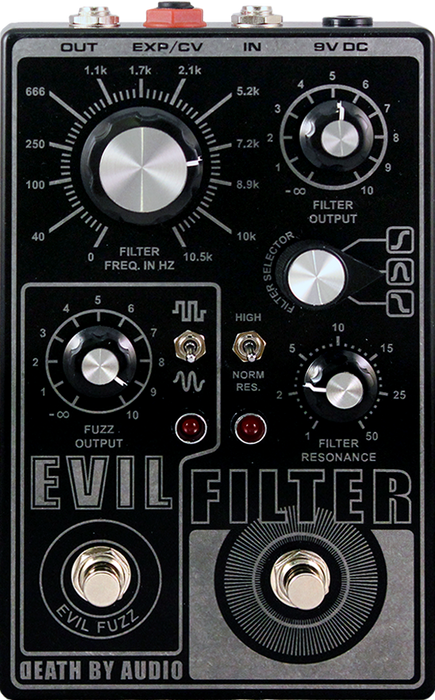 OUT EXP/CV IN 9V DC
1.1k 1.7k 2.1k
666 5.2k
250 7.2k
100 8.9k
40 10k
0 10.5k
FILTER
FREQ. IN HZ
-∞ 1 2 3 4 5 6 7 8 9 10
FILTER
OUTPUT
FILTER SELECTOR
-∞ 1 2 3 4 5 6 7 8 9 10
FUZZ
OUTPUT
HIGH
NORM
RES.
1 2 5 10 15 25 50
FILTER
RESONANCE
EVIL FILTER
EVIL FUZZ
DEATH BY AUDIO